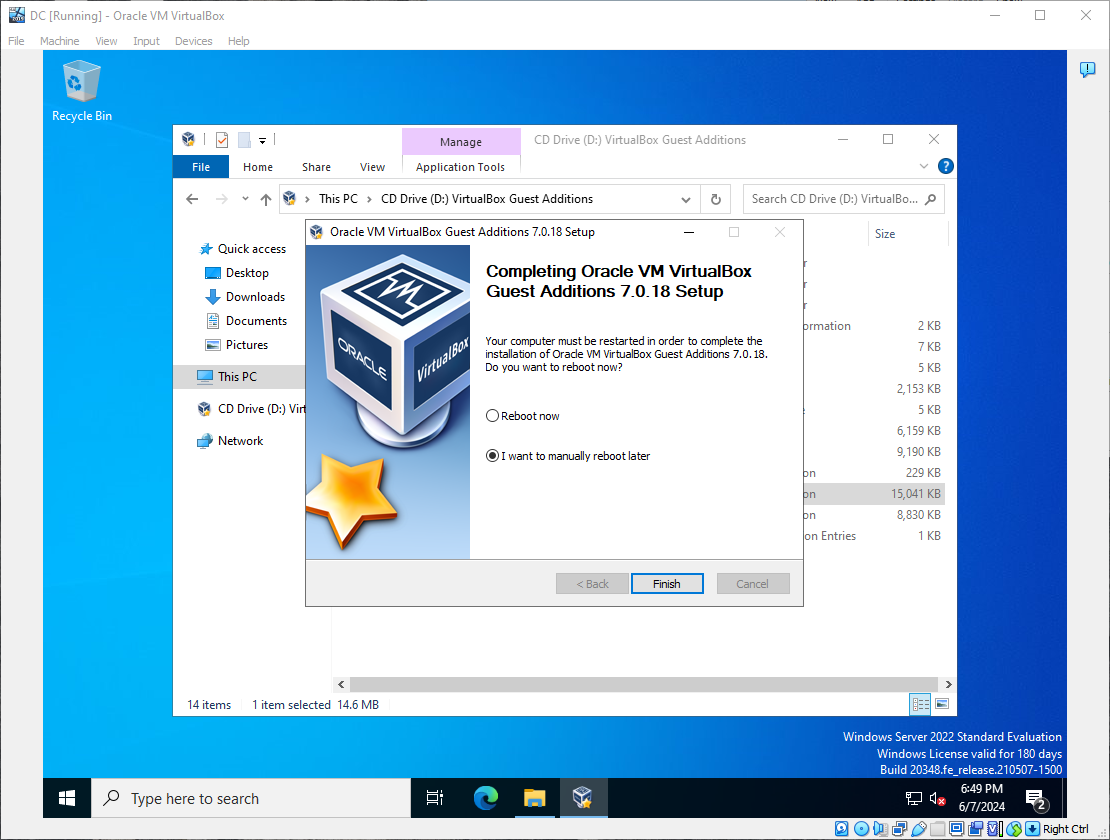 DC [Running] - Oracle VM VirtualBox
File Machine View Input Devices Help
Recycle Bin
Manage
CD Drive (D:) VirtualBox Guest Additions
File Home Share View Application Tools
This PC > CD Drive (D:) VirtualBox Guest Additions
Search CD Drive (D:) VirtualBo...
Size
Quick access
Desktop
Downloads
Documents
Pictures
This PC
CD Drive (D:) Virt
Network
Oracle VM VirtualBox Guest Additions 7.0.18 Setup
ORACLE
VirtualBox
Completing Oracle VM VirtualBox
Guest Additions 7.0.18 Setup
Your computer must be restarted in order to complete the
installation of Oracle VM VirtualBox Guest Additions 7.0.18.
Do you want to reboot now?
Reboot now
I want to manually reboot later
< Back Finish Cancel
r
r
r
ormation 2 KB
7 KB
5 KB
2,153 KB
e 5 KB
6,159 KB
9,190 KB
on 229 KB
on 15,041 KB
on 8,830 KB
on Entries 1 KB
14 items 1 item selected 14.6 MB
Windows Server 2022 Standard Evaluation
Windows License valid for 180 days
Build 20348.fe_release.210507-1500
Type here to search
6:49 PM
6/7/2024
2
Right Ctrl